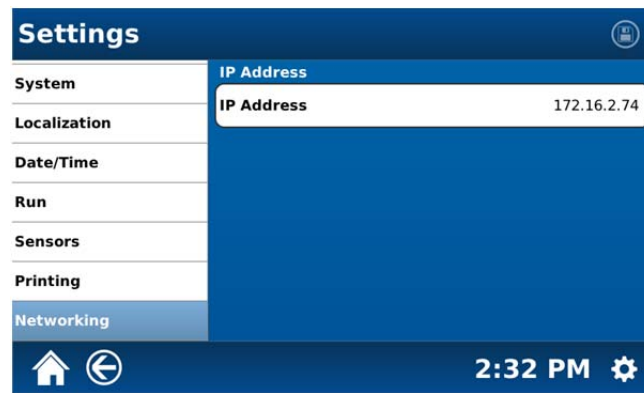 Settings
System
Localization
Date/Time
Run
Sensors
Printing
Networking
IP Address
IP Address 172.16.2.74
2:32 PM